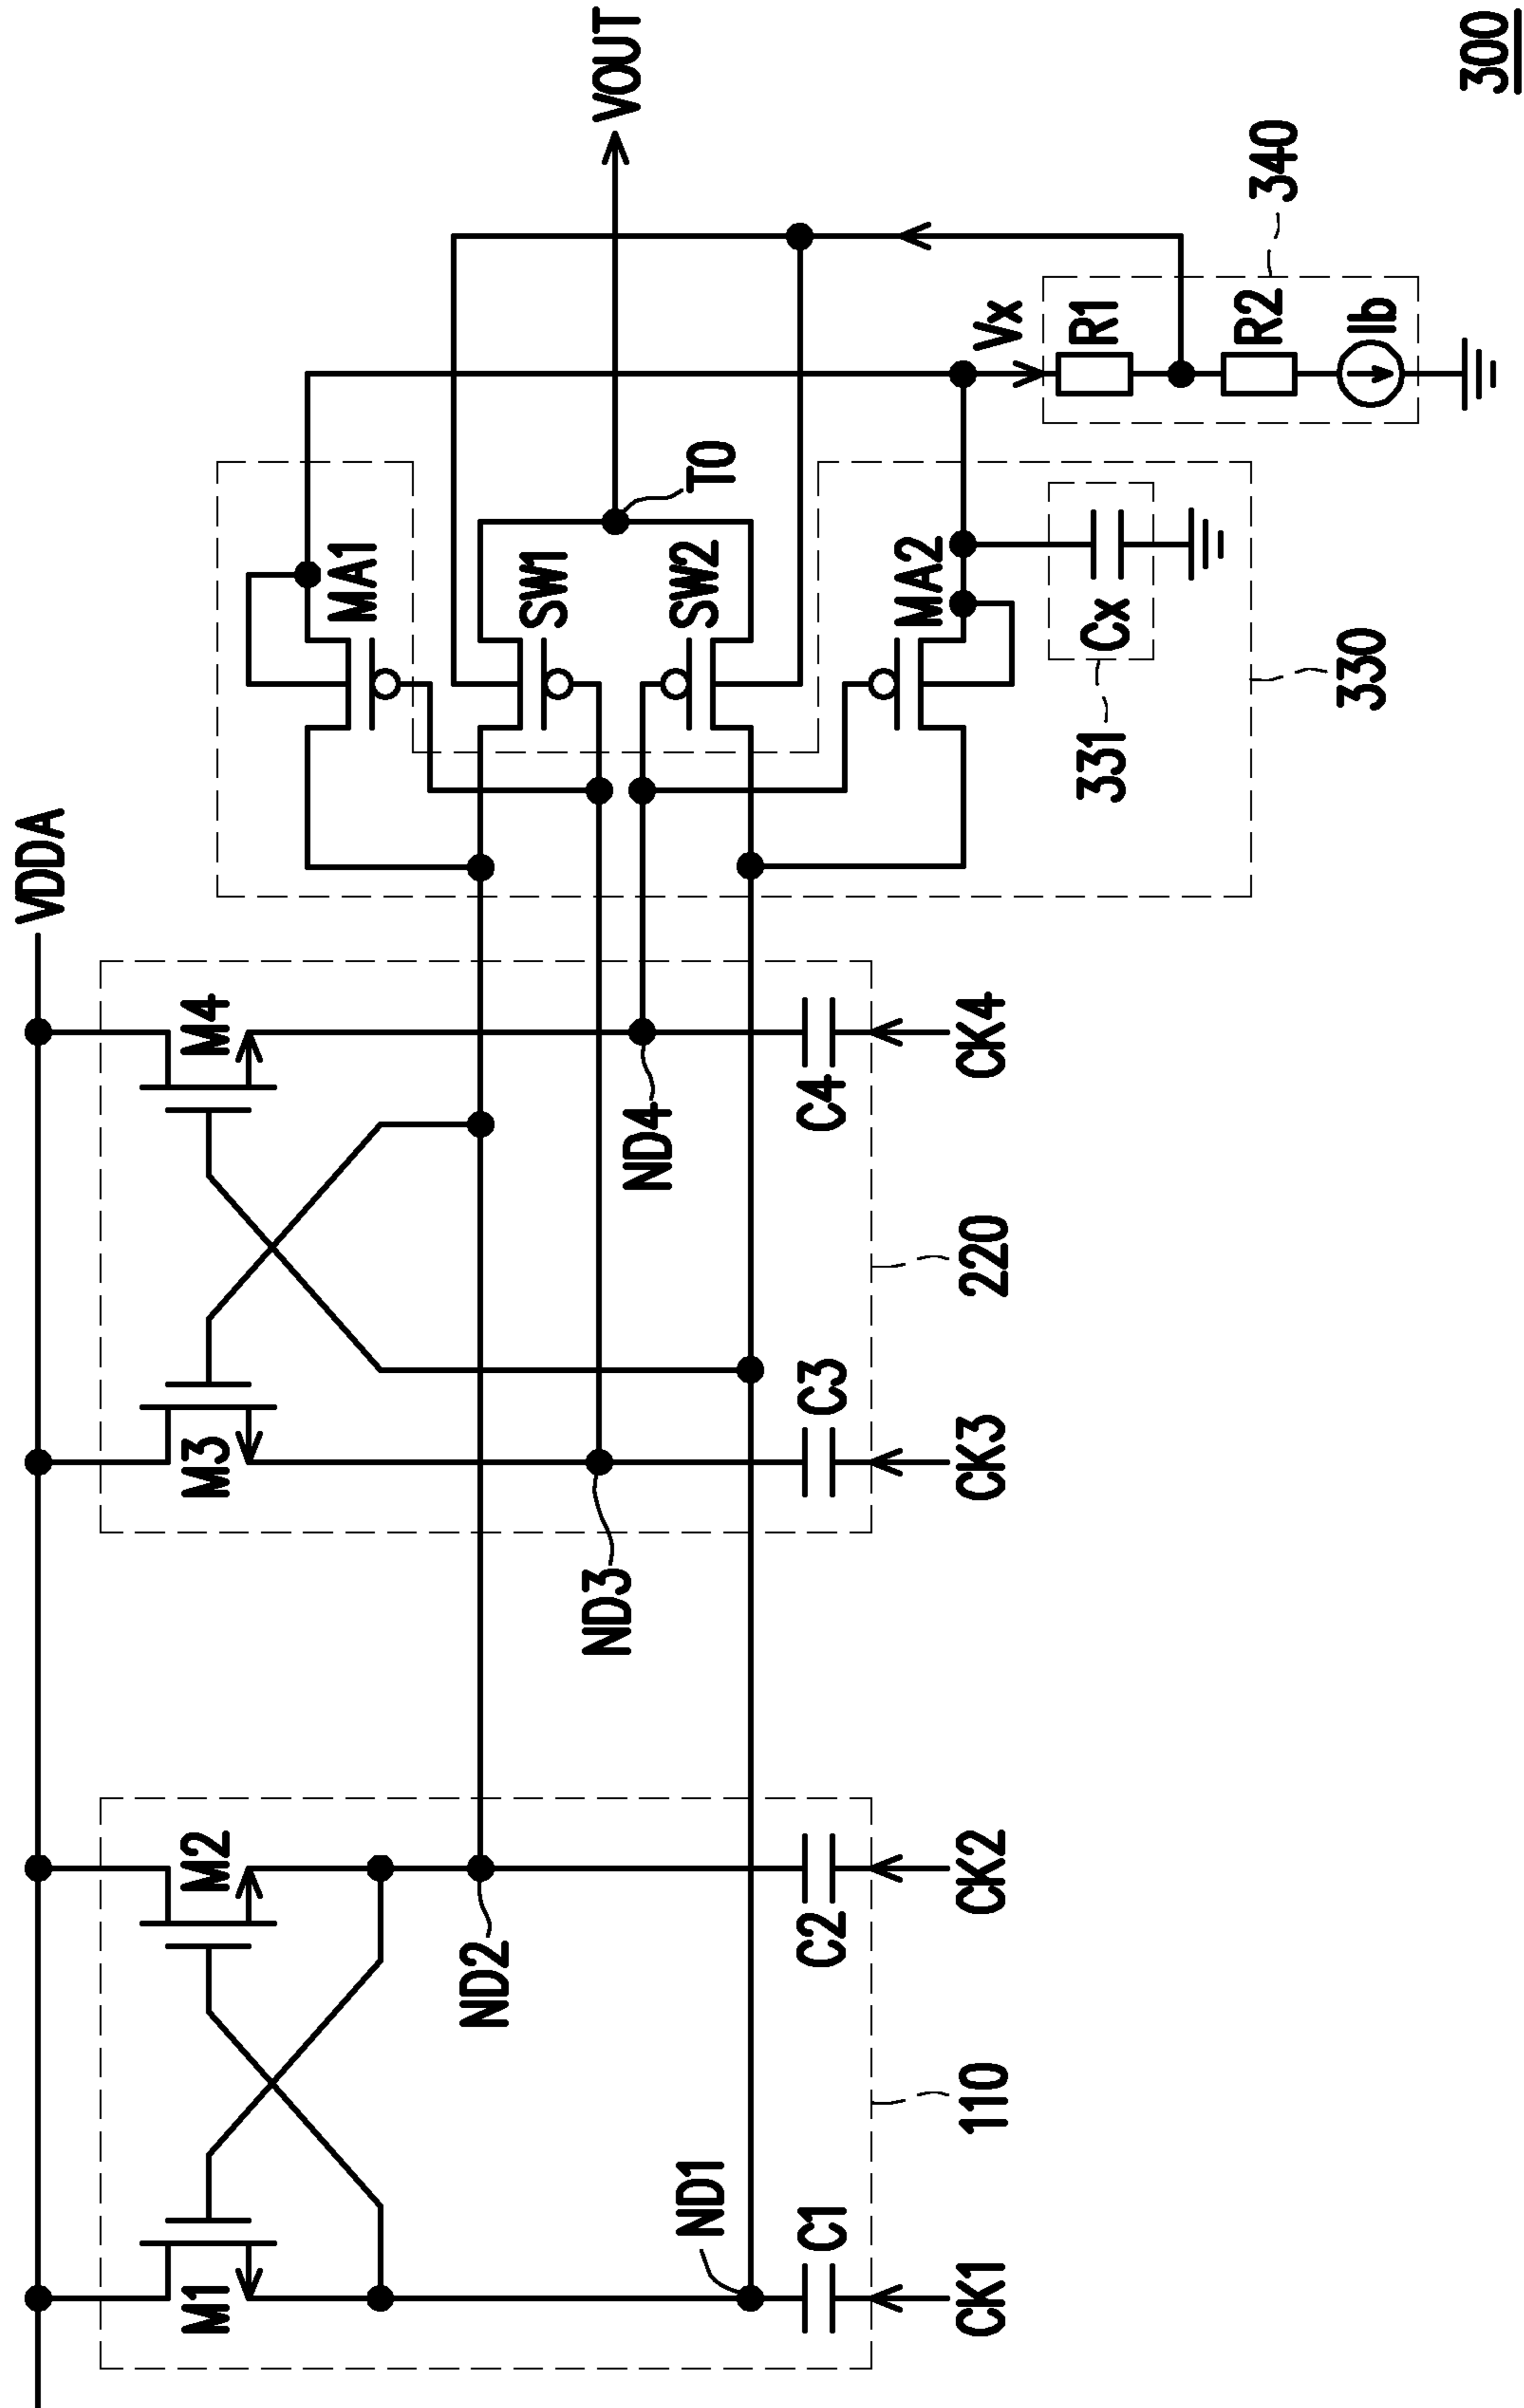 VDDA
M1
M2
M3
M4
MA1
SW1
SW2
MA2
VOUT
T0
ND1
ND2
ND3
ND4
C1
C2
C3
C4
CK1
CK2
CK3
CK4
110
220
331
Cx
330
Vx
R1
R2
Ib
340
300